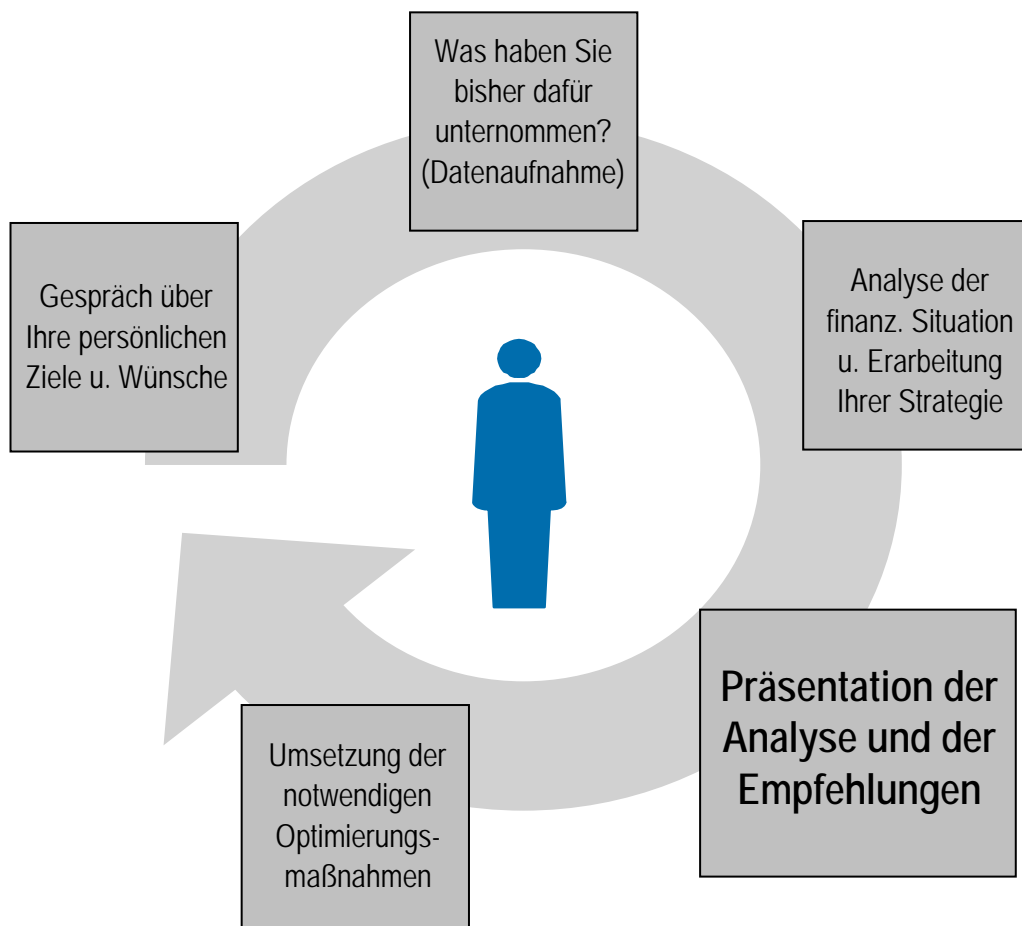 Was haben Sie
bisher dafür
unternommen?
(Datenaufnahme)
Gespräch über
Ihre persönlichen
Ziele u. Wünsche
Analyse der
finanz. Situation
u. Erarbeitung
Ihrer Strategie
Präsentation der
Analyse und der
Empfehlungen
Umsetzung der
notwendigen
Optimierungs-
maßnahmen